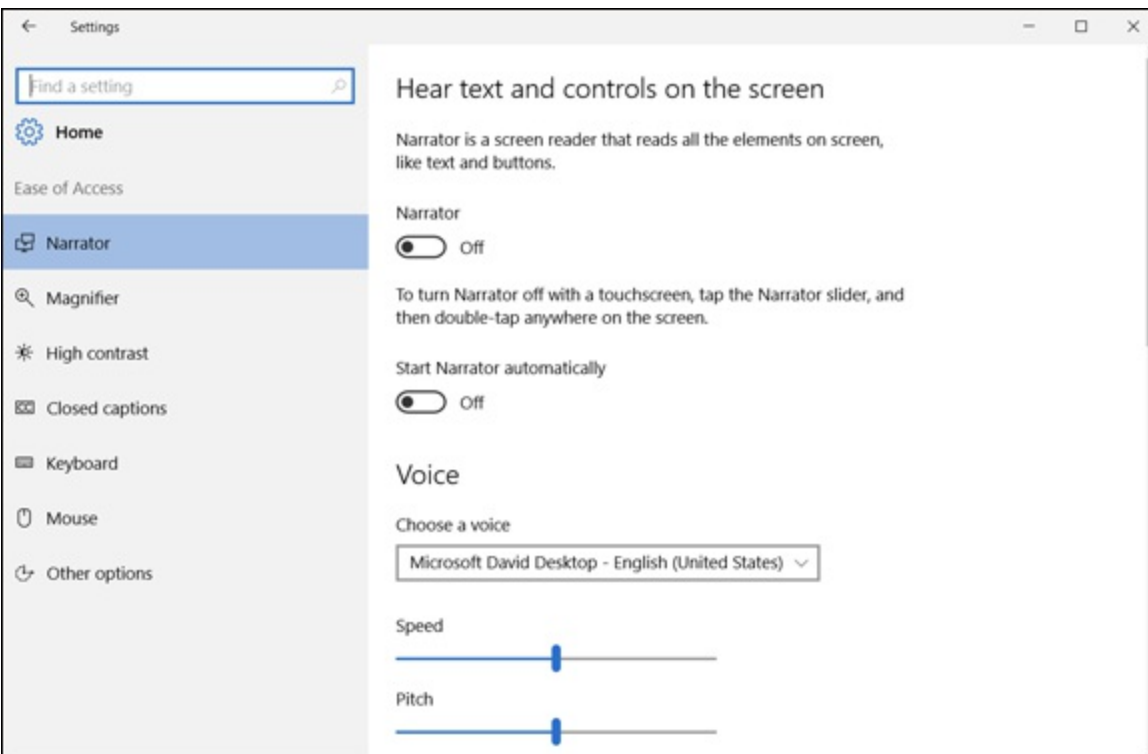 Settings
Find a setting
Home
Ease of Access
Narrator
Magnifier
High contrast
Closed captions
Keyboard
Mouse
Other options
Hear text and controls on the screen
Narrator is a screen reader that reads all the elements on screen,
like text and buttons.
Narrator
Off
To turn Narrator off with a touchscreen, tap the Narrator slider, and
then double-tap anywhere on the screen.
Start Narrator automatically
Off
Voice
Choose a voice
Microsoft David Desktop - English (United States)
Speed
Pitch